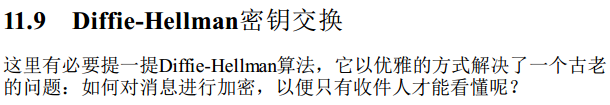 11.9 Diffie-Hellman密钥交换
这里有必要提一提Diffie-Hellman算法，它以优雅的方式解决了一个古老
的问题：如何对消息进行加密，以便只有收件人才能看懂呢？